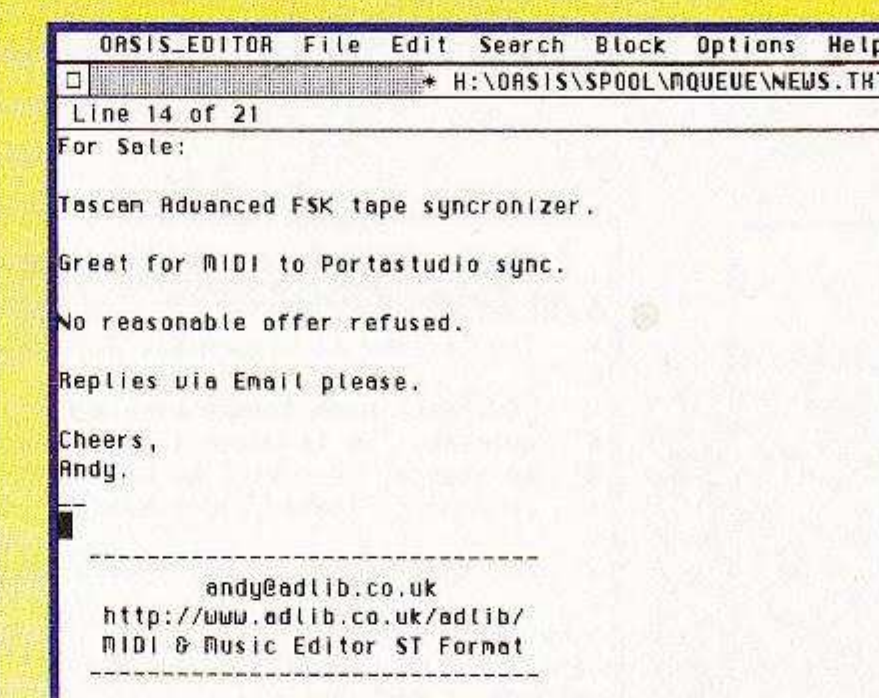 OASIS_EDITOR File Edit Search Block Options Help
* H:\OASIS\SPOOL\MQUEUE\NEWS.TXT
Line 14 of 21
For Sale:
Tascam Advanced FSK tape syncronizer.
Great for MIDI to Portastudio sync.
No reasonable offer refused.
Replies via Email please.
Cheers,
Andy.
--
--------------------------------
andy@adlib.co.uk
http://www.adlib.co.uk/adlib/
MIDI & Music Editor ST Format
--------------------------------